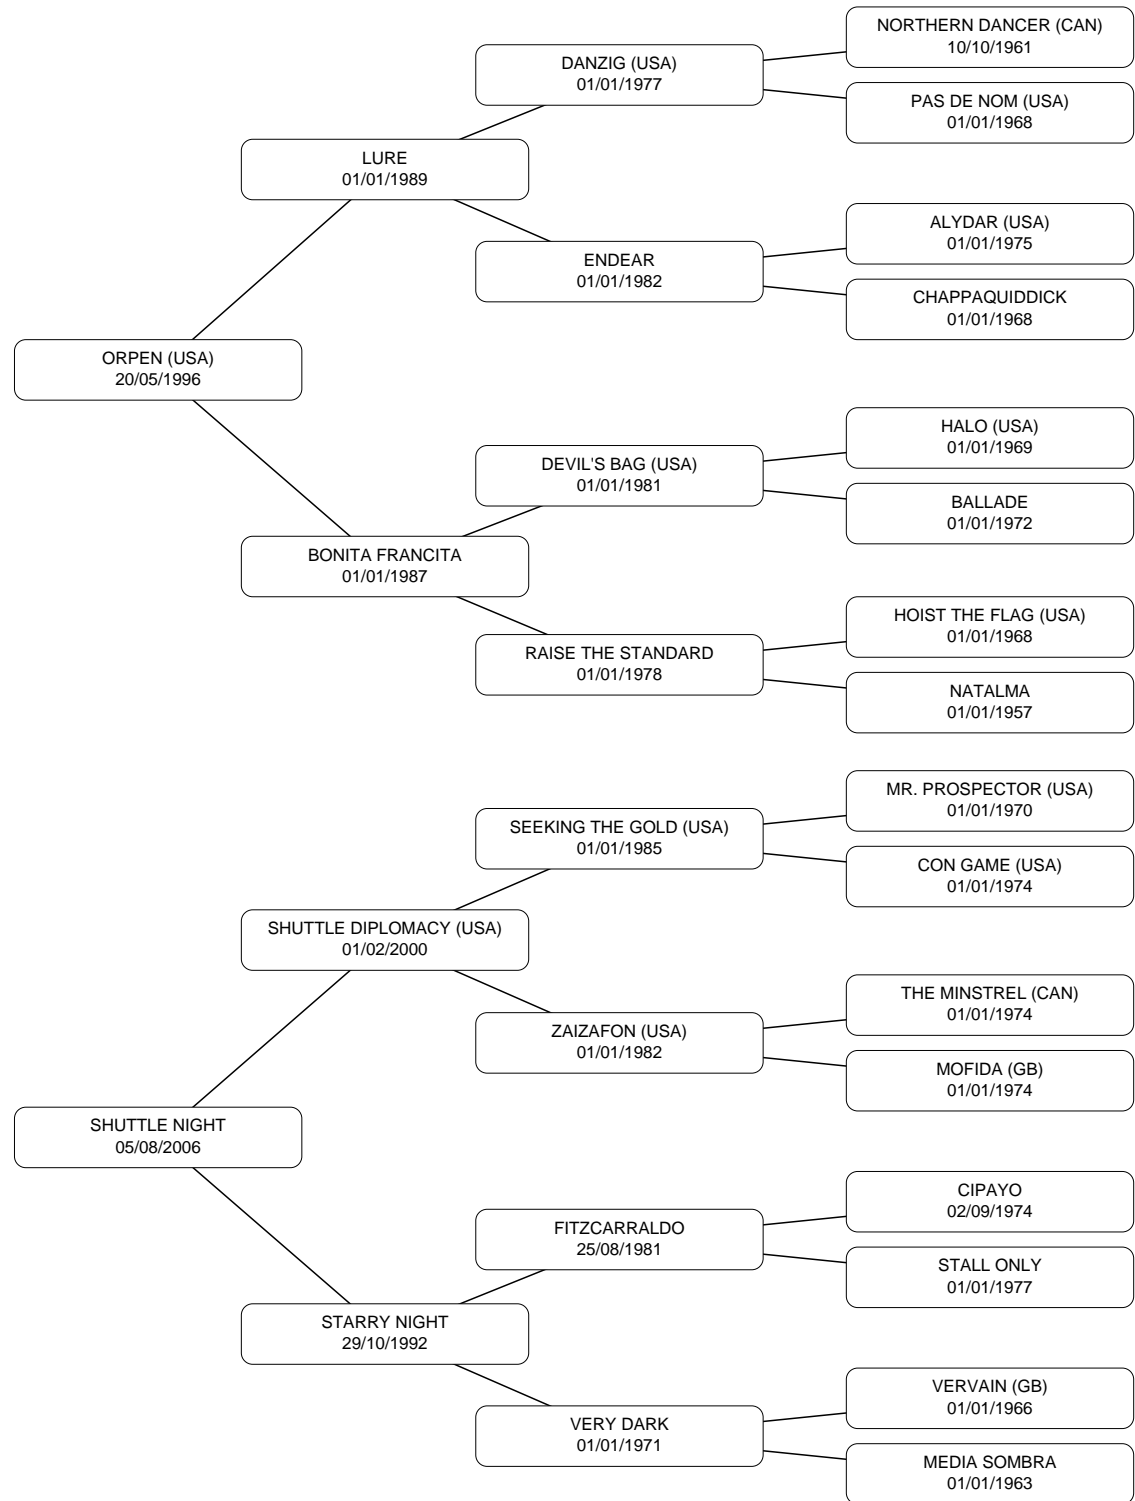 NORTHERN DANCER (CAN)
10/10/1961
DANZIG (USA)
01/01/1977
PAS DE NOM (USA)
01/01/1968
LURE
01/01/1989
ALYDAR (USA)
01/01/1975
ENDEAR
01/01/1982
CHAPPAQUIDDICK
01/01/1968
ORPEN (USA)
20/05/1996
HALO (USA)
01/01/1969
DEVIL'S BAG (USA)
01/01/1981
BALLADE
01/01/1972
BONITA FRANCITA
01/01/1987
HOIST THE FLAG (USA)
01/01/1968
RAISE THE STANDARD
01/01/1978
NATALMA
01/01/1957
MR. PROSPECTOR (USA)
01/01/1970
SEEKING THE GOLD (USA)
01/01/1985
CON GAME (USA)
01/01/1974
SHUTTLE DIPLOMACY (USA)
01/02/2000
THE MINSTREL (CAN)
01/01/1974
ZAIZAFON (USA)
01/01/1982
MOFIDA (GB)
01/01/1974
SHUTTLE NIGHT
05/08/2006
CIPAYO
02/09/1974
FITZCARRALDO
25/08/1981
STALL ONLY
01/01/1977
STARRY NIGHT
29/10/1992
VERVAIN (GB)
01/01/1966
VERY DARK
01/01/1971
MEDIA SOMBRA
01/01/1963